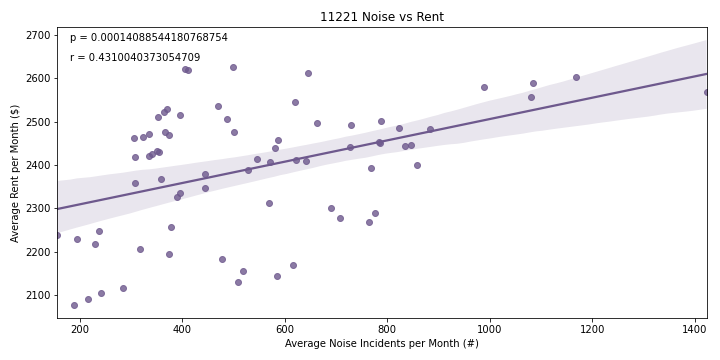 11221 Noise vs Rent
p = 0.00014088544180768754
r = 0.4310040373054709
2700
2600
2500
2400
2300
2200
2100
Average Rent per Month ($)
200 400 600 800 1000 1200 1400
Average Noise Incidents per Month (#)